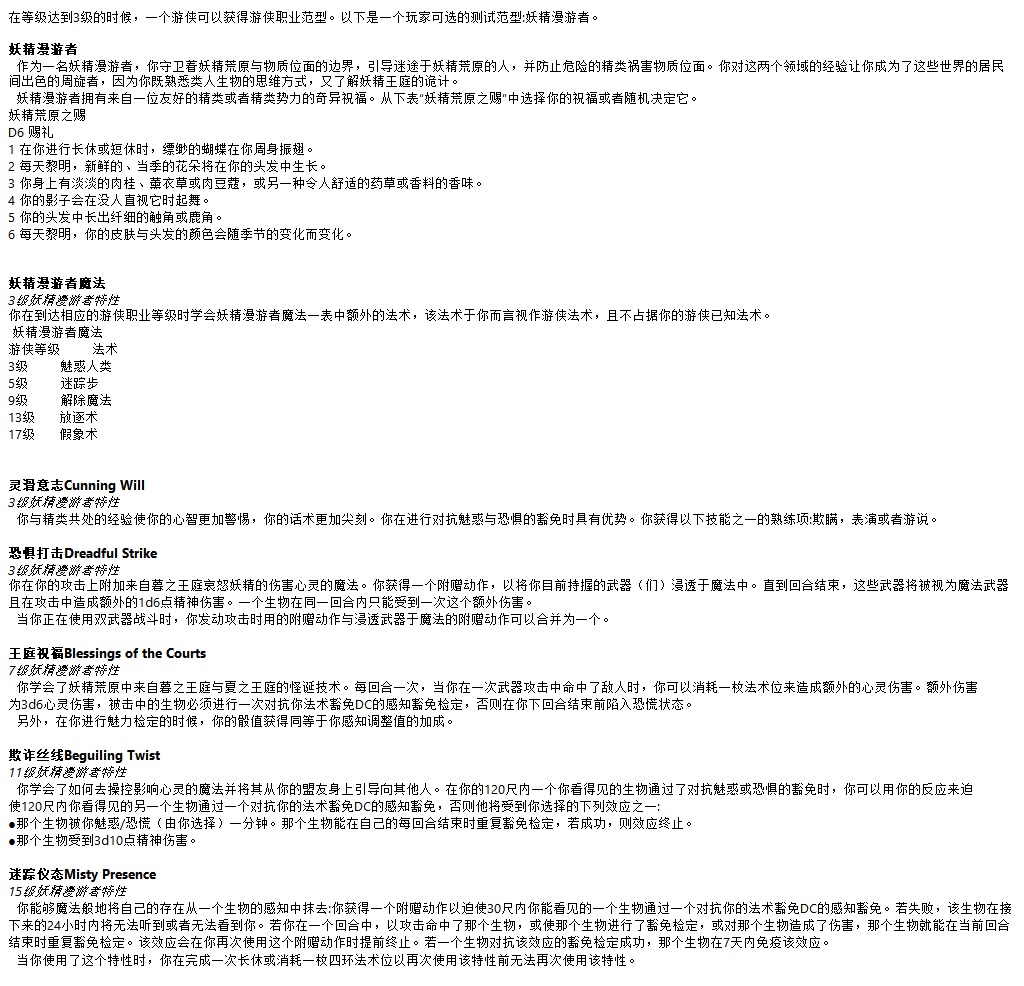 在等级达到3级的时候，一个游侠可以获得游侠职业范型。以下是一个玩家可选的测试范型:妖精漫游者。
妖精漫游者
作为一名妖精漫游者，你守卫着妖精荒原与物质位面的边界，引导迷途于妖精荒原的人，并防止危险的精类祸害物质位面。你对这两个领域的经验让你成为了这些世界的居民
间出色的周旋者，因为你既熟悉类人生物的思维方式，又了解妖精王庭的诡计。
妖精漫游者拥有来自一位友好的精类或者精类势力的奇异祝福。从下表“妖精荒原之赐”中选择你的祝福或者随机决定它。
妖精荒原之赐
D6 赐礼
1 在你进行长休或短休时，缥缈的蝴蝶在你周身振翅。
2 每天黎明，新鲜的、当季的花朵将在你的头发中生长。
3 你身上有淡淡的肉桂、薰衣草或肉豆蔻，或另一种令人舒适的药草或香料的香味。
4 你的影子会在没人直视它时起舞。
5 你的头发中长出纤细的触角或鹿角。
6 每天黎明，你的皮肤与头发的颜色会随季节的变化而变化。
妖精漫游者魔法
3级妖精漫游者特性
你在到达相应的游侠职业等级时学会妖精漫游者魔法一表中额外的法术，该法术于你而言视作游侠法术，且不占据你的游侠已知法术。
妖精漫游者魔法
游侠等级 法术
3级 魅惑人类
5级 迷踪步
9级 解除魔法
13级 放逐术
17级 假象术
灵滑意志Cunning Will
3级妖精漫游者特性
你与精类共处的经验使你的心智更加警惕，你的话术更加尖刻。你在进行对抗魅惑与恐惧的豁免时具有优势。你获得以下技能之一的熟练项:欺瞒，表演或者游说。
恐惧打击Dreadful Strike
3级妖精漫游者特性
你在你的攻击上附加来自暮之王庭哀怒妖精的伤害心灵的魔法。你获得一个附赠动作，以将你目前持握的武器（们）浸透于魔法中。直到回合结束，这些武器将被视为魔法武器
且在攻击中造成额外的1d6点精神伤害。一个生物在同一回合内只能受到一次这个额外伤害。
当你正在使用双武器战斗时，你发动攻击时用的附赠动作与浸透武器于魔法的附赠动作可以合并为一个。
王庭祝福Blessings of the Courts
7级妖精漫游者特性
你学会了妖精荒原中来自暮之王庭与夏之王庭的怪诞技术。每回合一次，当你在一次武器攻击中命中了敌人时，你可以消耗一枚法术位来造成额外的心灵伤害。额外伤害
为3d6心灵伤害，被击中的生物必须进行一次对抗你法术豁免DC的感知豁免检定，否则在你下回合结束前陷入恐慌状态。
另外，在你进行魅力检定的时候，你的骰值获得同等于你感知调整值的加成。
欺诈丝线Beguiling Twist
11级妖精漫游者特性
你学会了如何去操控影响心灵的魔法并将其从你的盟友身上引导向其他人。在你的120尺内一个你看得见的生物通过了对抗魅惑或恐惧的豁免时，你可以用你的反应来迫
使120尺内你看得见的另一个生物通过一个对抗你的法术豁免DC的感知豁免，否则他将受到你选择的下列效应之一:
●那个生物被你魅惑/恐慌（由你选择）一分钟。那个生物能在自己的每回合结束时重复豁免检定，若成功，则效应终止。
●那个生物受到3d10点精神伤害。
迷踪仪态Misty Presence
15级妖精漫游者特性
你能够魔法般地将自己的存在从一个生物的感知中抹去:你获得一个附赠动作以迫使30尺内你能看见的一个生物通过一个对抗你的法术豁免DC的感知豁免。若失败，该生物在接
下来的24小时内将无法听到或者无法看到你。若你在一个回合中，以攻击命中了那个生物，或使那个生物进行了豁免检定，或对那个生物造成了伤害，那个生物就能在当前回合
结束时重复豁免检定。该效应会在你再次使用这个附赠动作时提前终止。若一个生物对抗该效应的豁免检定成功，那个生物在7天内免疫该效应。
当你使用了这个特性时，你在完成一次长休或消耗一枚四环法术位以再次使用该特性前无法再次使用该特性。